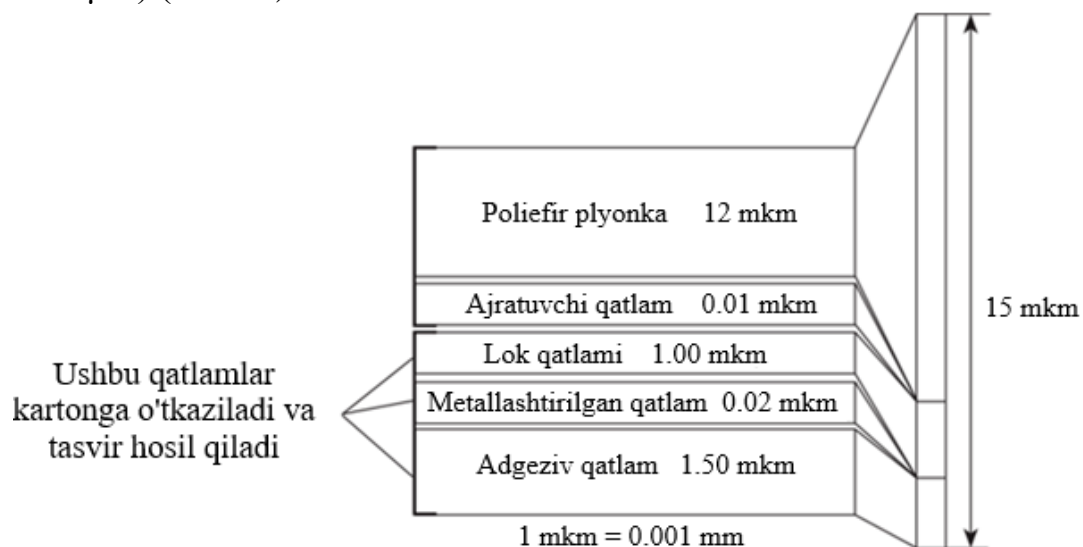 Poliefir plyonka 12 mkm
Ajratuvchi qatlam 0.01 mkm
15 mkm
Lok qatlami 1.00 mkm
Ushbu qatlamlar
kartonga o'tkaziladi va
tasvir hosil qiladi
Metallashtirilgan qatlam 0.02 mkm
Adgeziv qatlam 1.50 mkm
1 mkm = 0.001 mm